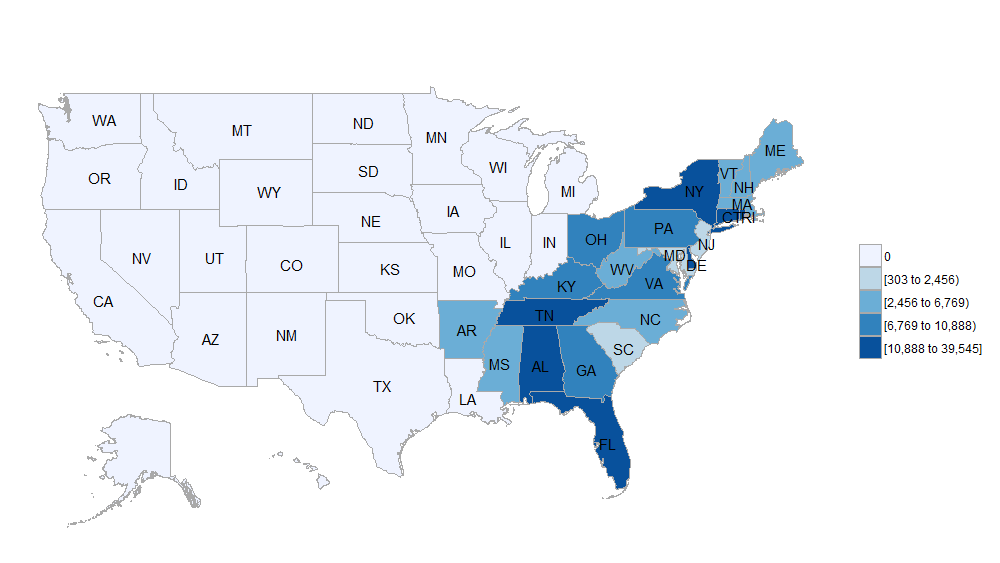 ME
WA
ND
MT
MN
VT
WI
OR
SD
NH
ID
MI
WY
NY
MA
IA
CT
RI
NE
PA
OH
IL
IN
NJ
NV
UT
MD
CO
DE
KS
MO
WV
VA
KY
CA
TN
NC
OK
AR
NM
AZ
SC
MS
AL
GA
TX
LA
FL
0
[303 to 2,456)
[2,456 to 6,769)
[6,769 to 10,888)
[10,888 to 39,545]